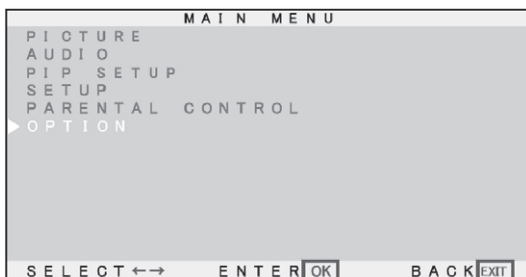 MAIN MENU
PICTURE
AUDIO
PIP SETUP
SETUP
PARENTAL CONTROL
OPTION
SELECT←→ ENTER OK BACK EXIT